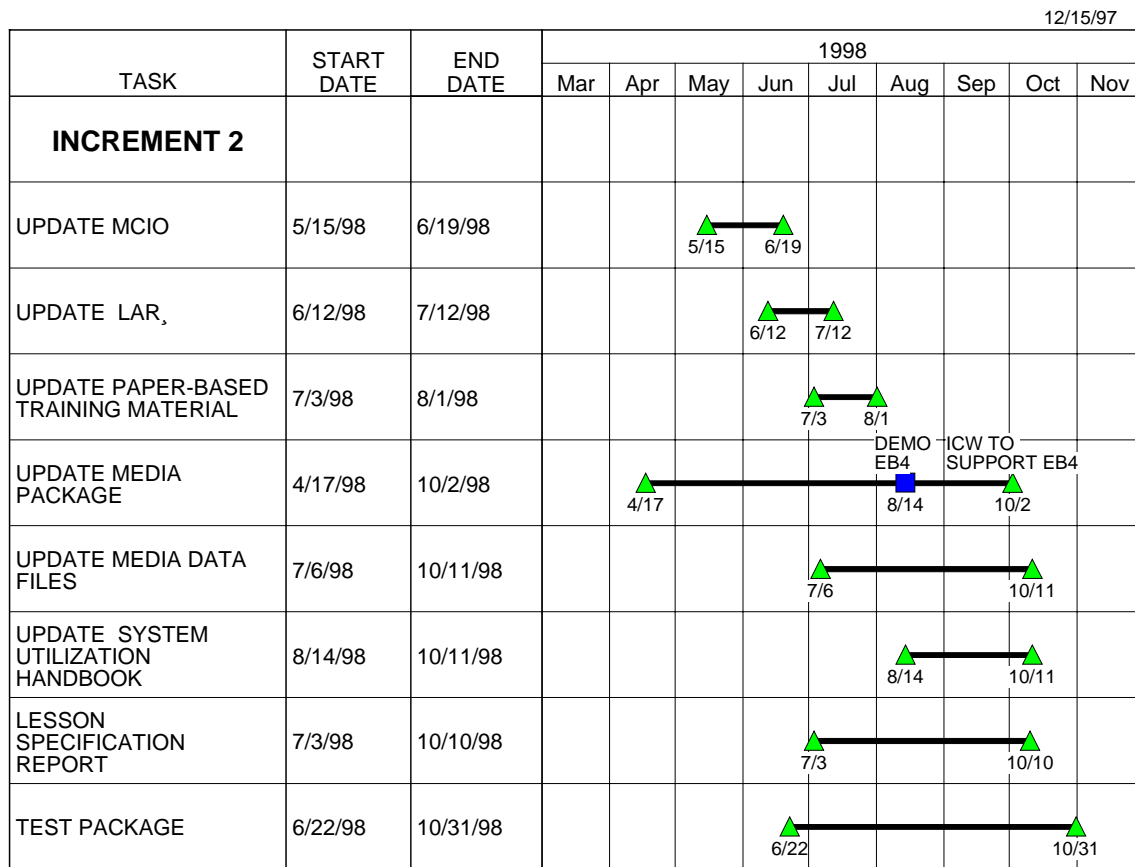 12/15/97
TASK
START
DATE
END
DATE
1998
Mar Apr May Jun Jul Aug Sep Oct Nov
INCREMENT 2
UPDATE MCIO
5/15/98
6/19/98
5/15
6/19
UPDATE LAR¸
6/12/98
7/12/98
6/12
7/12
UPDATE PAPER-BASED
TRAINING MATERIAL
7/3/98
8/1/98
7/3
8/1
UPDATE MEDIA
PACKAGE
4/17/98
10/2/98
DEMO
EB4
ICW TO
SUPPORT EB4
4/17
8/14
10/2
UPDATE MEDIA DATA
FILES
7/6/98
10/11/98
7/6
10/11
UPDATE SYSTEM
UTILIZATION
HANDBOOK
8/14/98
10/11/98
8/14
10/11
LESSON
SPECIFICATION
REPORT
7/3/98
10/10/98
7/3
10/10
TEST PACKAGE
6/22/98
10/31/98
6/22
10/31